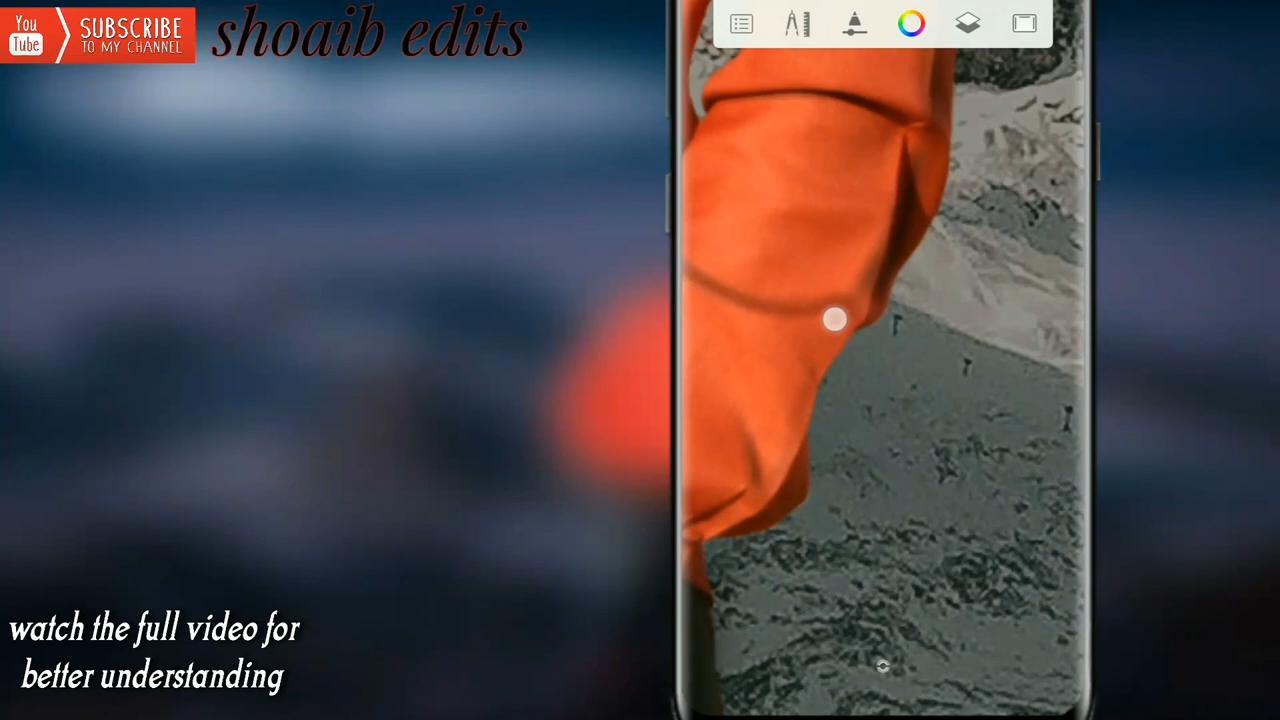 You
Tube
SUBSCRIBE
TO MY CHANNEL
shoaib edits
watch the full video for
better understanding